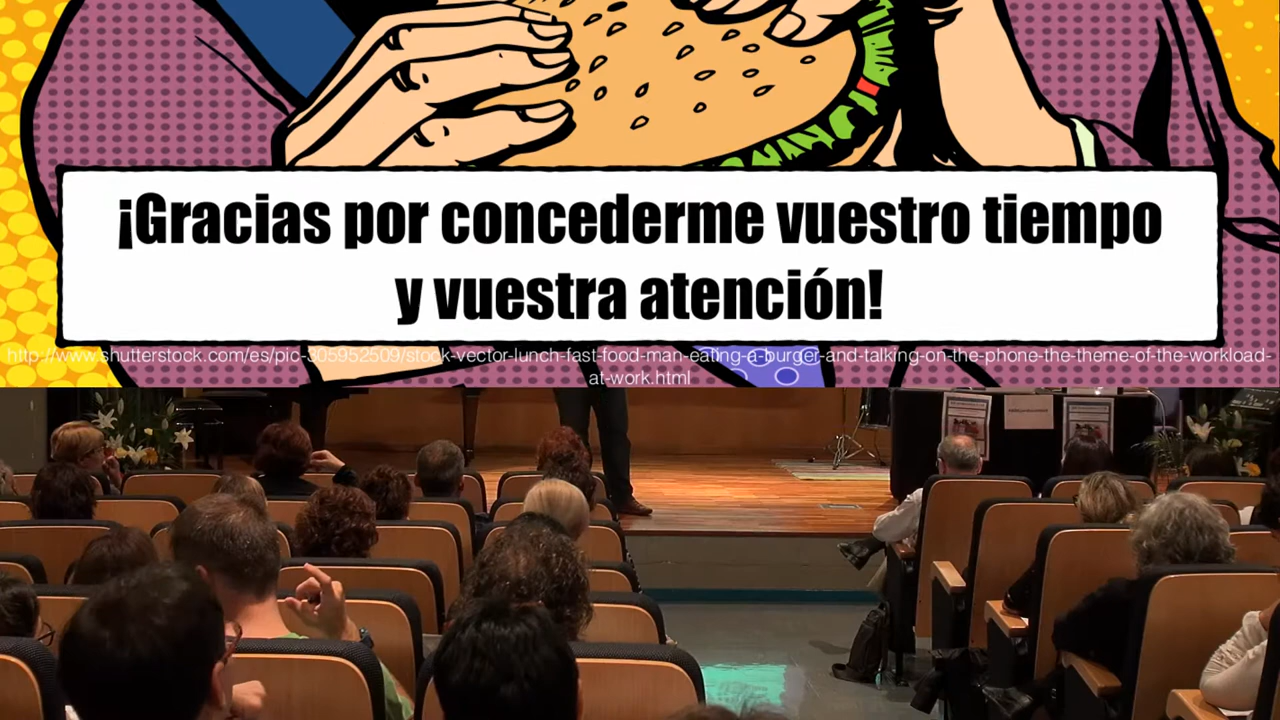 ¡Gracias por concederme vuestro tiempo
y vuestra atención!
http://www.shutterstock.com/es/pic-305952509/stock-vector-lunch-fast-food-man-eating-a-burger-and-talking-on-the-phone-the-theme-of-the-workload-
at-work.html